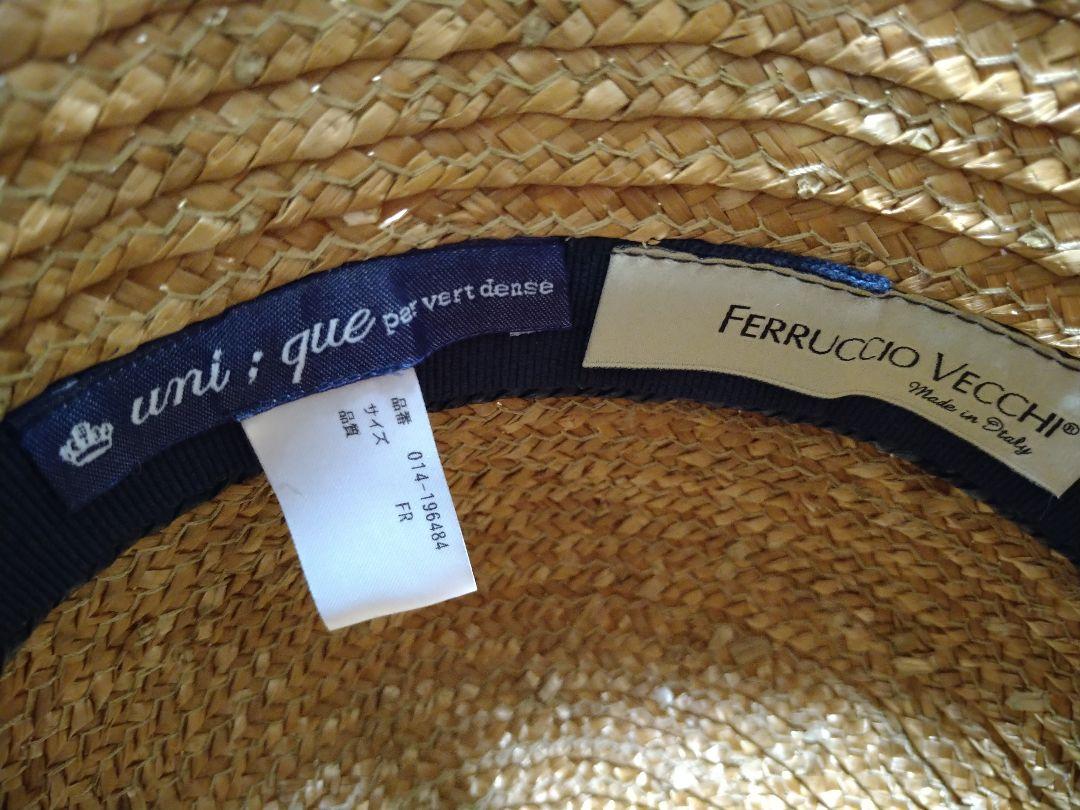 uni ; que par vert dense
品番 014-196484
サイズ FR
品質
FERRUCCIO VECCHI®
Made in Italy